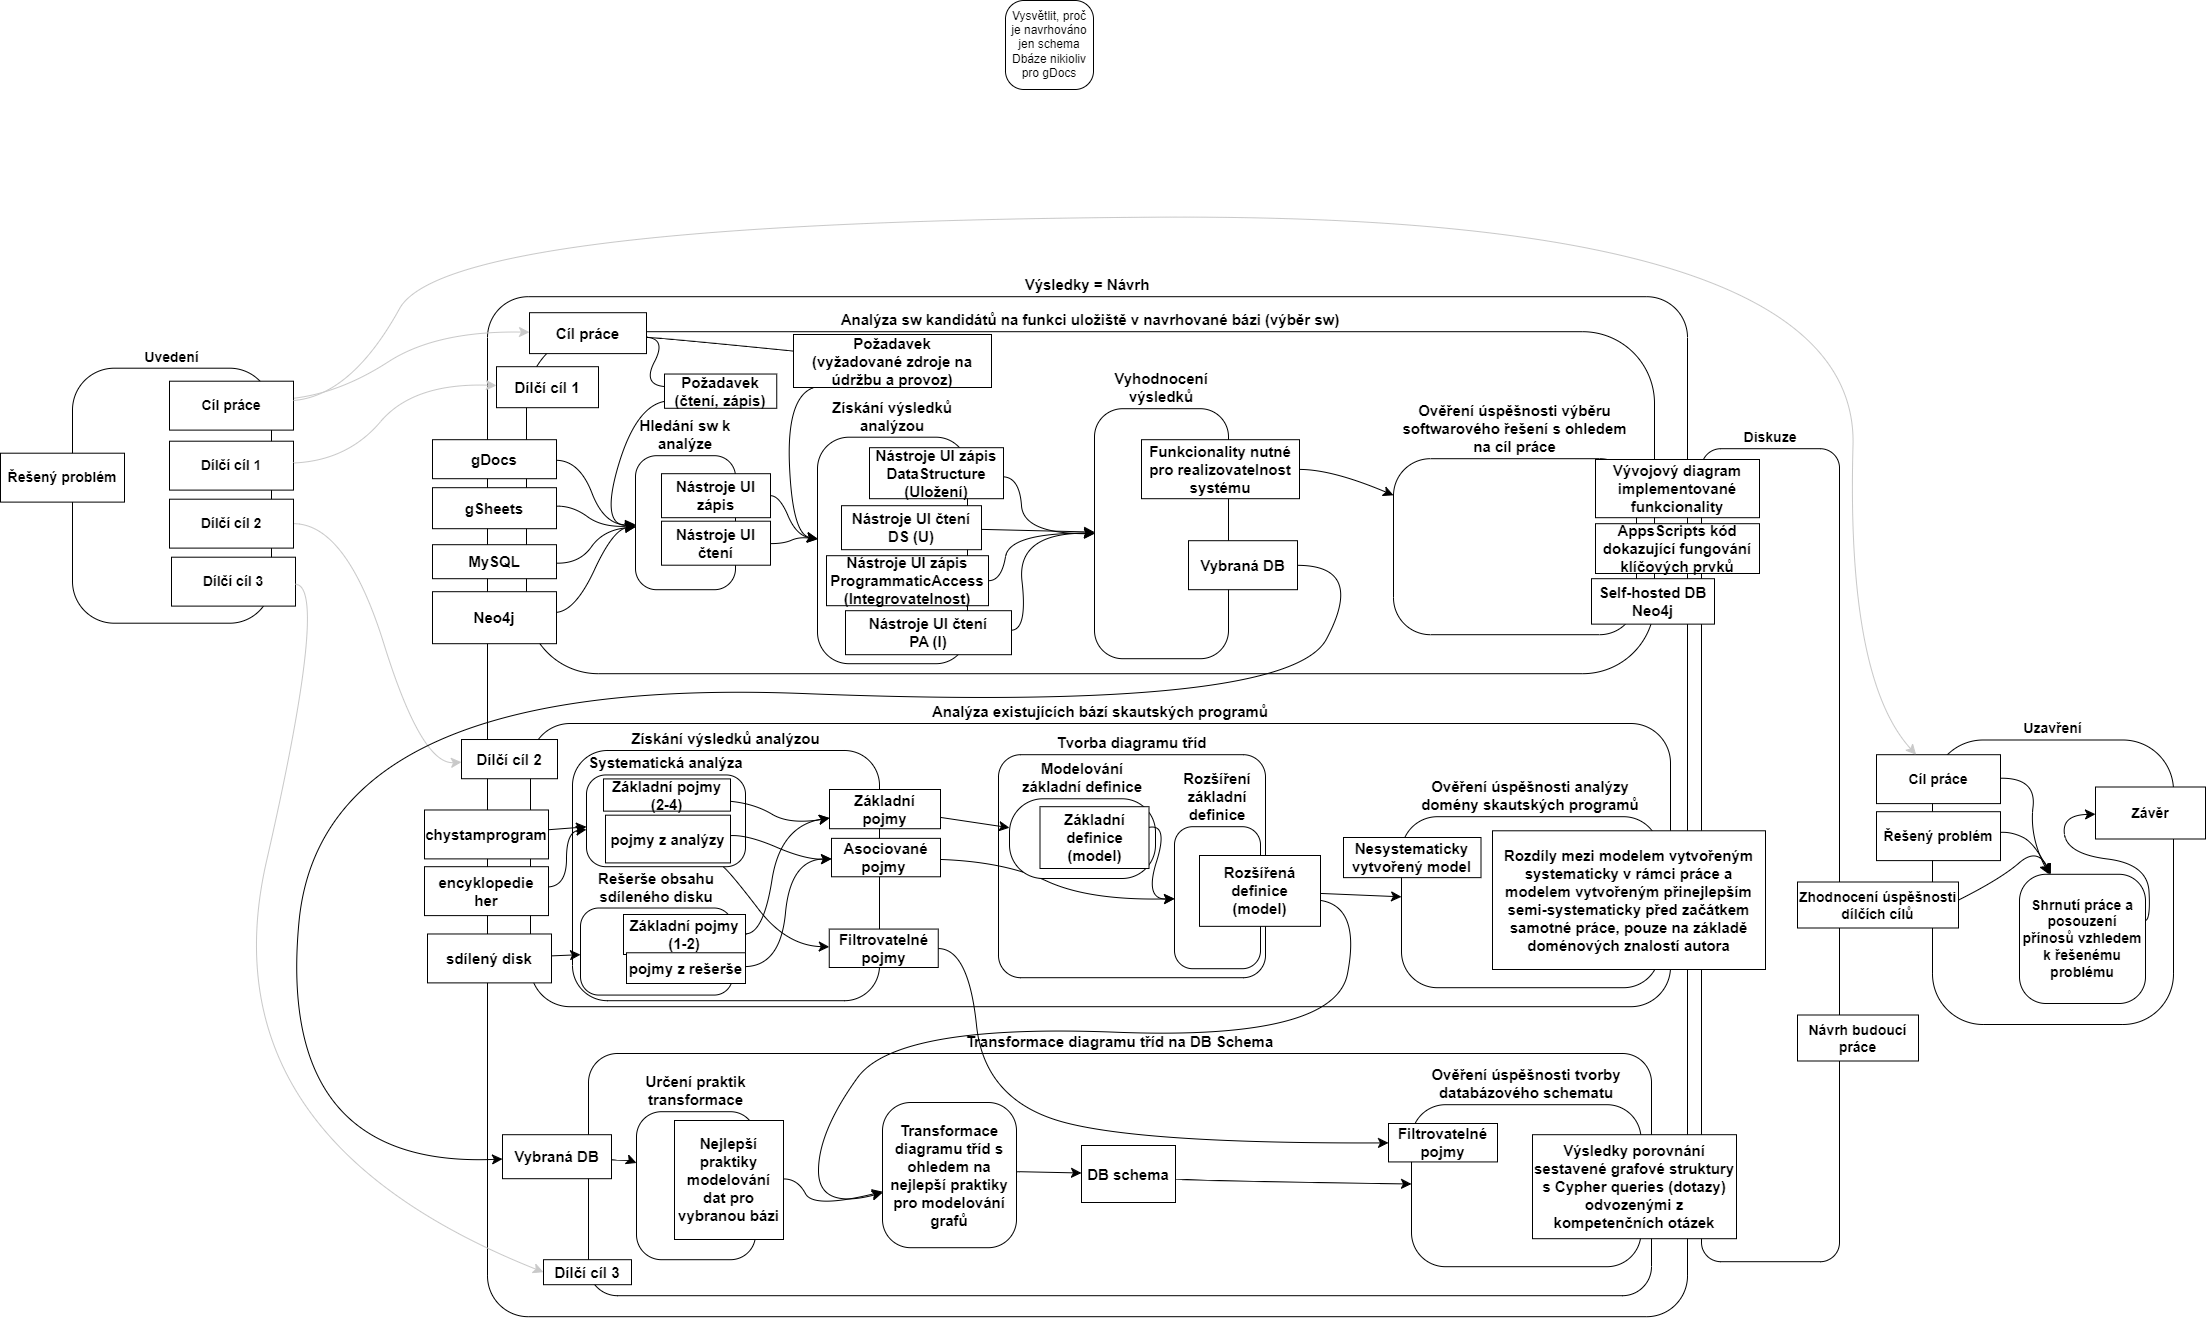 Vysvětlit, proč
je navrhováno
jen schema
Dbáze nikioliv
pro gDocs
Uvedení
Řešený problém
Cíl práce
Dílčí cíl 1
Dílčí cíl 2
Dílčí cíl 3
Výsledky = Návrh
Analýza sw kandidátů na funkci uložiště v navrhované bázi (výběr sw)
Cíl práce
Dílčí cíl 1
Požadavek
(vyžadované zdroje na
údržbu a provoz)
Požadavek
(čtení, zápis)
gDocs
gSheets
MySQL
Neo4j
Hledání sw k
analýze
Nástroje UI
zápis
Nástroje UI
čtení
Získání výsledků
analýzou
Nástroje UI zápis
DataStructure
(Uložení)
Nástroje UI čtení
DS (U)
Nástroje UI zápis
ProgrammaticAccess
(Integrovatelnost)
Nástroje UI čtení
PA (I)
Vyhodnocení
výsledků
Funkcionality nutné
pro realizovatelnost
systému
Vybraná DB
Ověření úspěšnosti výběru
softwarového řešení s ohledem
na cíl práce
Vývojový diagram
implementované
funkcionality
AppsScripts kód
dokazující fungování
klíčových prvků
Self-hosted DB
Neo4j
Analýza existujících bází skautských programů
Dílčí cíl 2
chystamprogram
encyklopedie
her
sdílený disk
Získání výsledků analýzou
Systematická analýza
Základní pojmy
(2-4)
pojmy z analýzy
Rešerše obsahu
sdíleného disku
Základní pojmy
(1-2)
pojmy z rešerše
Základní
pojmy
Asociované
pojmy
Filtrovatelné
pojmy
Tvorba diagramu tříd
Modelování
základní definice
Základní
definice
(model)
Rozšíření
základní
definice
Rozšířená
definice
(model)
Ověření úspěšnosti analýzy
domény skautských programů
Nesystematicky
vytvořený model
Rozdíly mezi modelem vytvořeným
systematicky v rámci práce a
modelem vytvořeným přinejlepším
semi-systematicky před začátkem
samotné práce, pouze na základě
doménových znalostí autora
Transformace diagramu tříd na DB Schema
Vybraná DB
Dílčí cíl 3
Určení praktik
transformace
Nejlepší
praktiky
modelování
dat pro
vybranou bázi
Transformace
diagramu tříd s
ohledem na
nejlepší praktiky
pro modelování
grafů
DB schema
Ověření úspěšnosti tvorby
databázového schematu
Filtrovatelné
pojmy
Výsledky porovnání
sestavené grafové struktury
s Cypher queries (dotazy)
odvozenými z
kompetenčních otázek
Diskuze
Zhodnocení úspěšnosti
dílčích cílů
Návrh budoucí
práce
Uzavření
Cíl práce
Řešený problém
Shrnutí práce a
posouzení
přínosů vzhledem
k řešenému
problému
Závěr